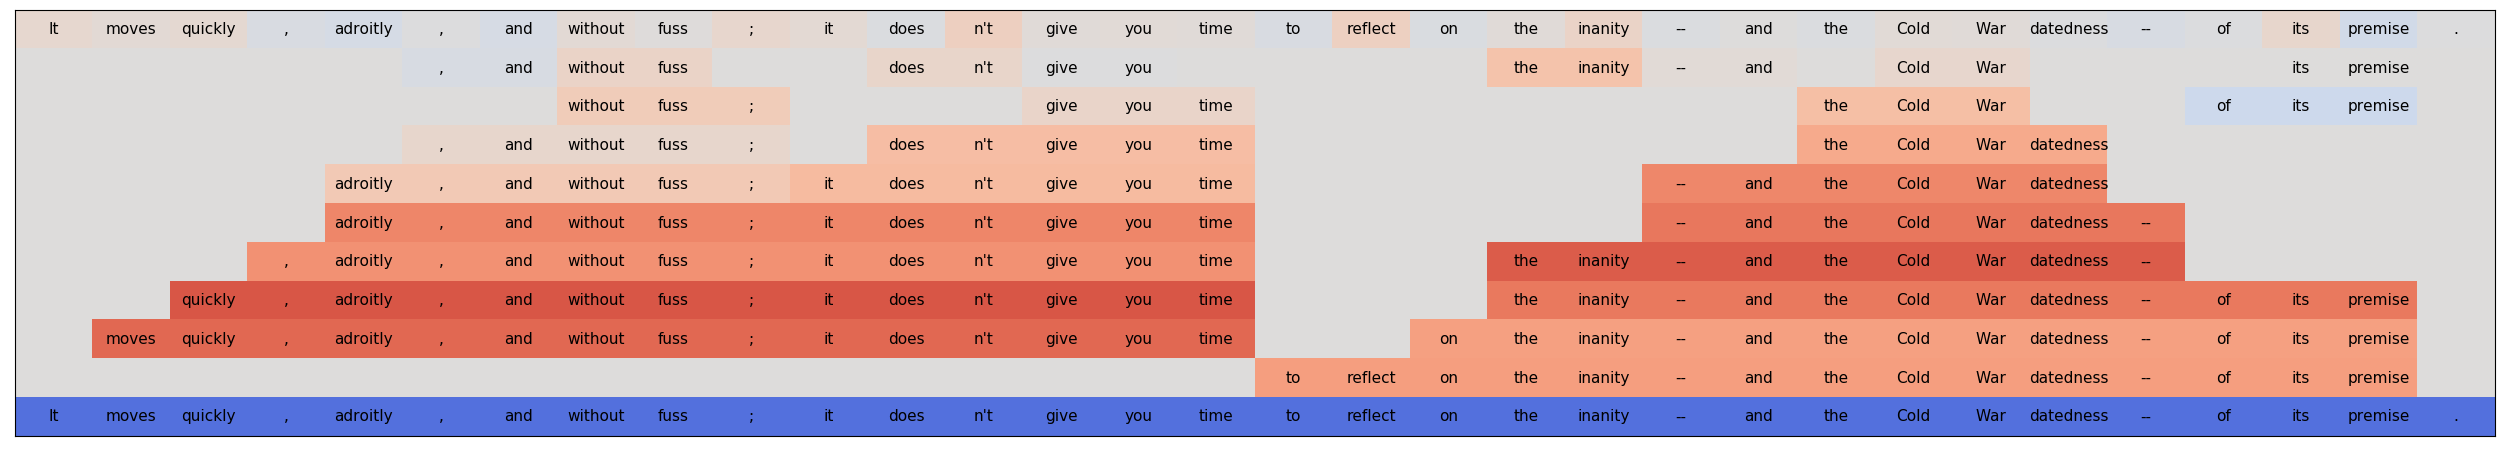 It moves quickly , adroitly , and without fuss ; it does n't give you time to reflect on the inanity -- and the Cold War datedness -- of its premise .
, and without fuss does n't give you the inanity -- and Cold War its premise
without fuss ; give you time the Cold War of its premise
, and without fuss ; does n't give you time the Cold War datedness
adroitly , and without fuss ; it does n't give you time -- and the Cold War datedness
adroitly , and without fuss ; it does n't give you time -- and the Cold War datedness --
, adroitly , and without fuss ; it does n't give you time the inanity -- and the Cold War datedness --
quickly , adroitly , and without fuss ; it does n't give you time the inanity -- and the Cold War datedness -- of its premise
moves quickly , adroitly , and without fuss ; it does n't give you time on the inanity -- and the Cold War datedness -- of its premise
to reflect on the inanity -- and the Cold War datedness -- of its premise
It moves quickly , adroitly , and without fuss ; it does n't give you time to reflect on the inanity -- and the Cold War datedness -- of its premise .